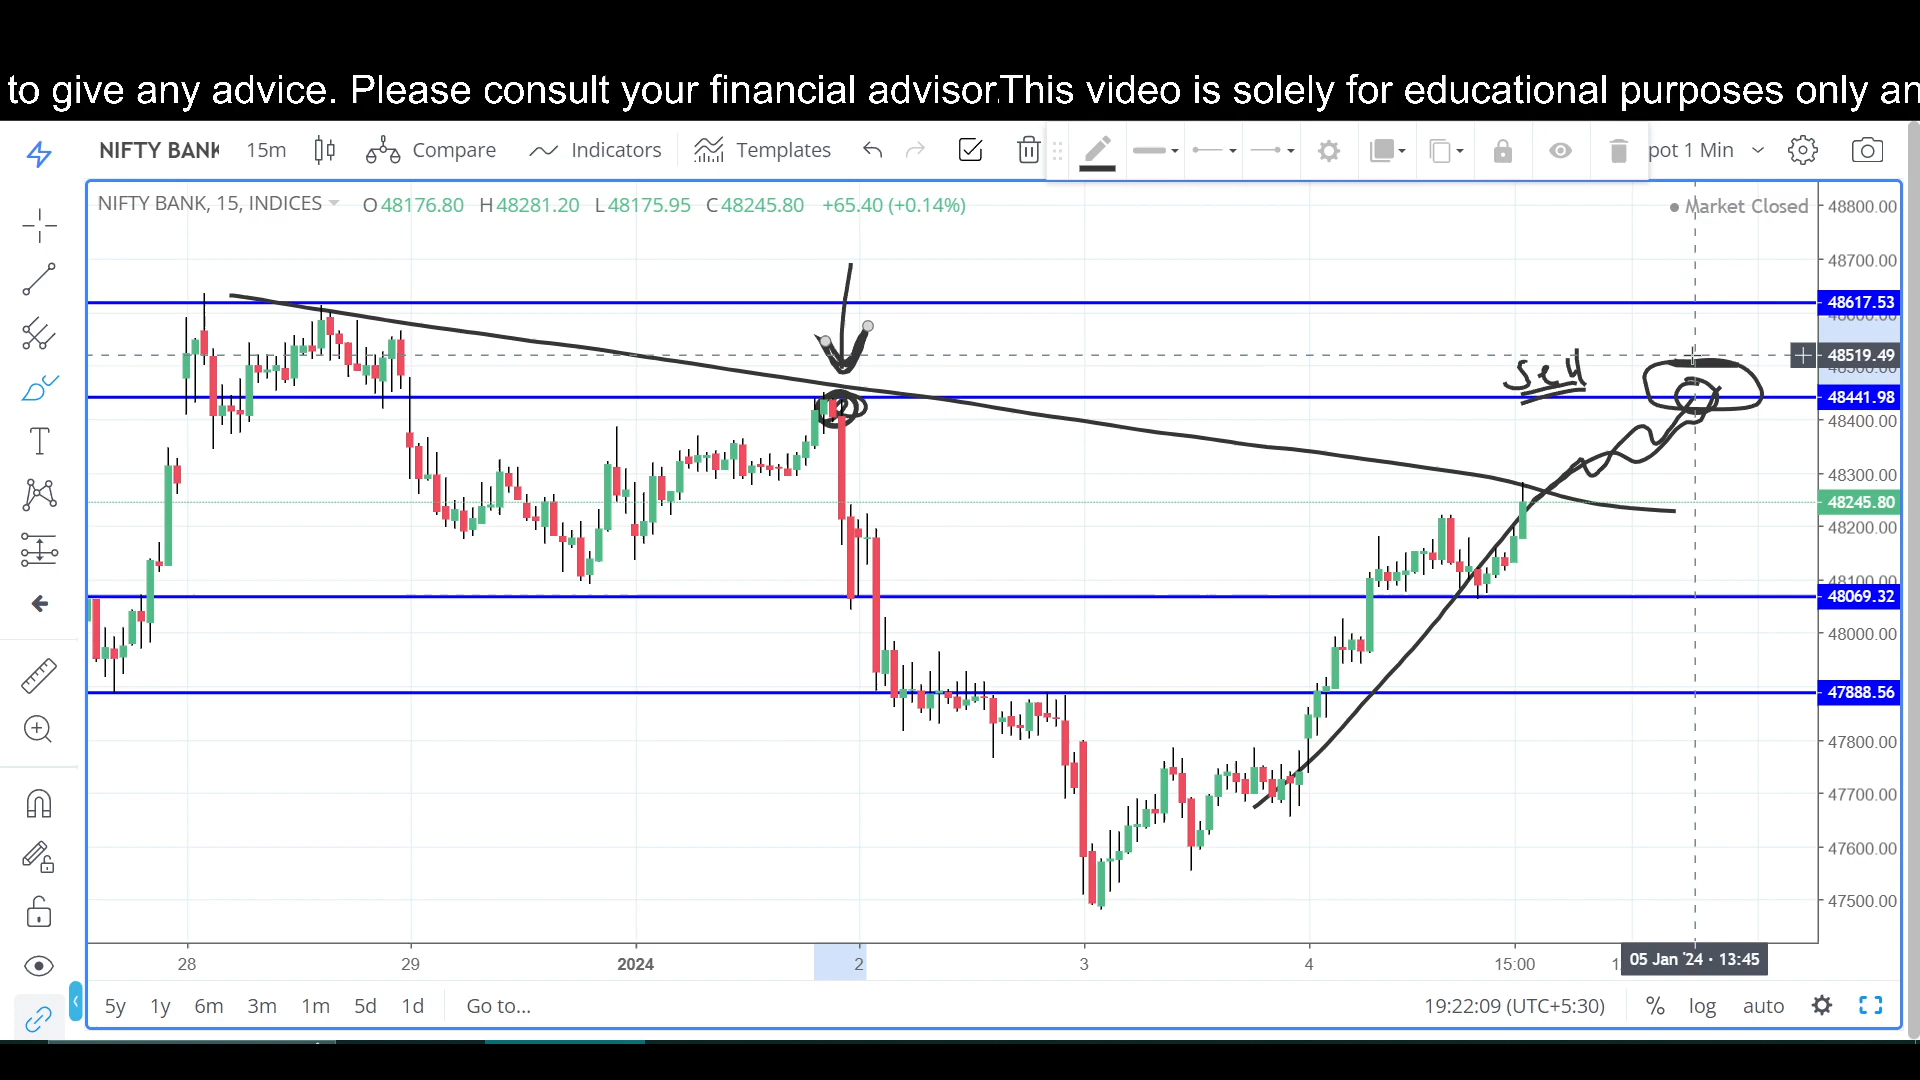 to give any advice. Please consult your financial advisor.This video is solely for educational purposes only an
NIFTY BANK 15m Compare Indicators Templates pot 1 Min
NIFTY BANK, 15, INDICES O48176.80 H48281.20 L48175.95 C48245.80 +65.40 (+0.14%) Market Closed
48800.00
48700.00
48617.53
48519.49
Sell
48441.98
48400.00
48300.00
48245.80
48200.00
48100.00
48069.32
48000.00
47888.56
47800.00
47700.00
47600.00
47500.00
28 29 2024 2 3 4 15:00 05 Jan '24 · 13:45
5y 1y 6m 3m 1m 5d 1d Go to... 19:22:09 (UTC+5:30) % log auto